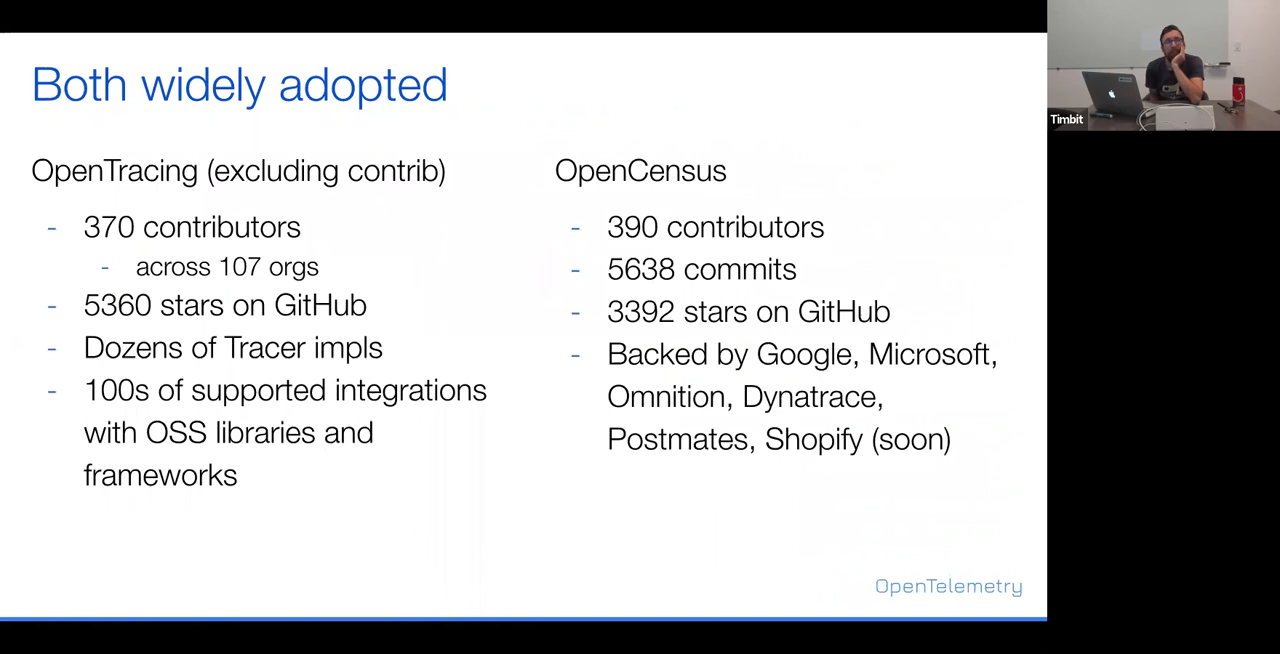 Both widely adopted
OpenTracing (excluding contrib)
- 370 contributors
- across 107 orgs
- 5360 stars on GitHub
- Dozens of Tracer impls
- 100s of supported integrations
with OSS libraries and
frameworks
OpenCensus
- 390 contributors
- 5638 commits
- 3392 stars on GitHub
- Backed by Google, Microsoft,
Omnition, Dynatrace,
Postmates, Shopify (soon)
OpenTelemetry
Timbit